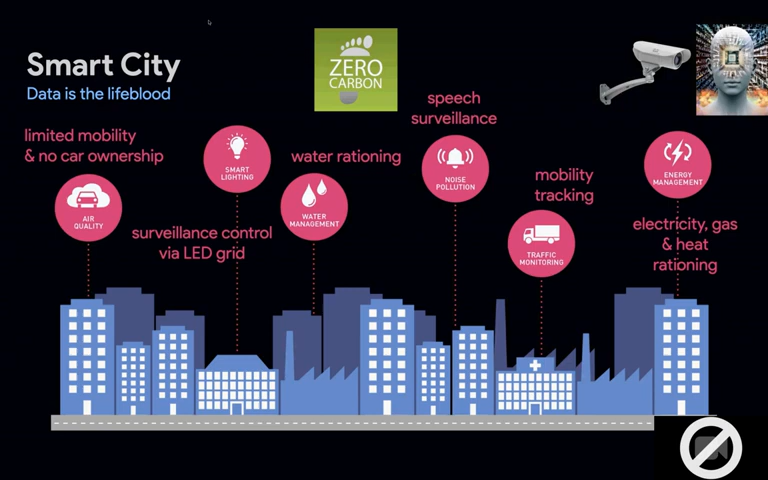 Smart City
Data is the lifeblood
ZERO
CARBON
limited mobility
& no car ownership
AIR
QUALITY
SMART
LIGHTING
surveillance control
via LED grid
water rationing
WATER
MANAGEMENT
speech
surveillance
NOISE
POLLUTION
mobility
tracking
TRAFFIC
MONITORING
ENERGY
MANAGEMENT
electricity, gas
& heat
rationing